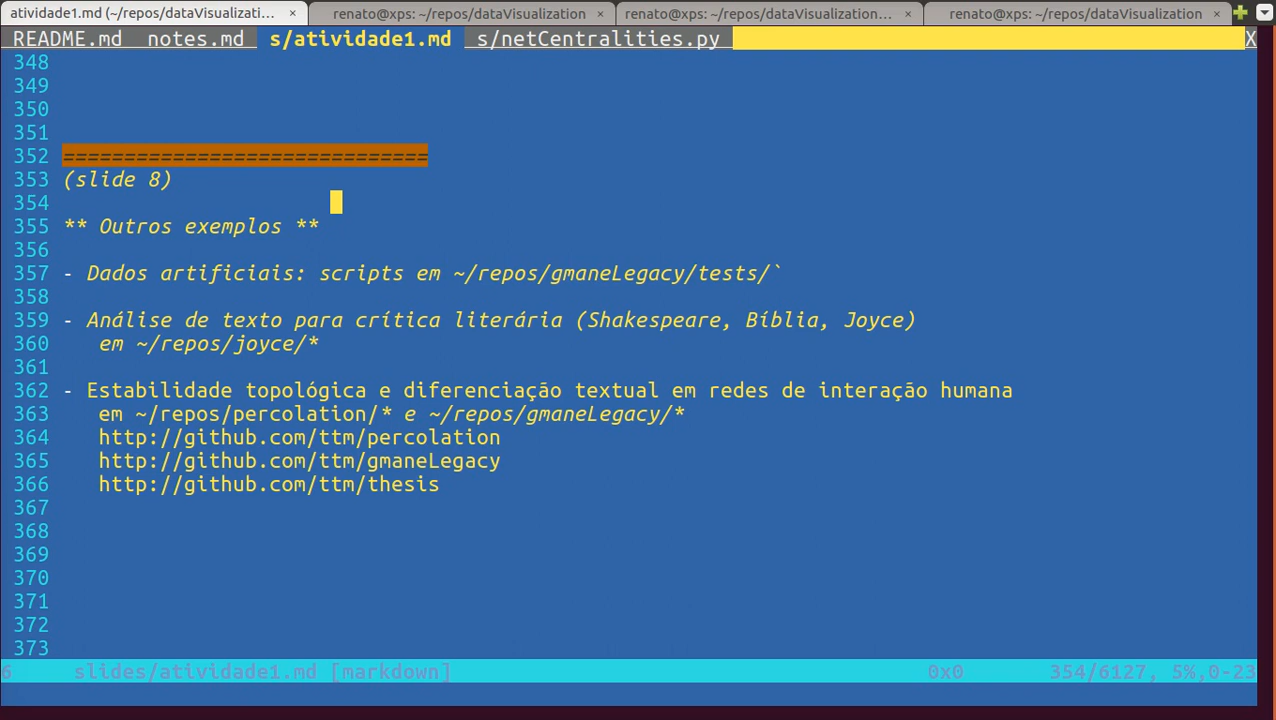 atividade1.md (~/repos/dataVisualizati... × renato@xps: ~/repos/dataVisualization × renato@xps: ~/repos/dataVisualization... × renato@xps: ~/repos/dataVisualization ×
README.md notes.md s/atividade1.md s/netCentralities.py X
348
349
350
351
352 ==============================
353 (slide 8)
354
355 ** Outros exemplos **
356
357 - Dados artificiais: scripts em ~/repos/gmaneLegacy/tests/`
358
359 - Análise de texto para crítica literária (Shakespeare, Bíblia, Joyce)
360 em ~/repos/joyce/*
361
362 - Estabilidade topológica e diferenciação textual em redes de interação humana
363 em ~/repos/percolation/* e ~/repos/gmaneLegacy/*
364 http://github.com/ttm/percolation
365 http://github.com/ttm/gmaneLegacy
366 http://github.com/ttm/thesis
367
368
369
370
371
372
373
6 slides/atividade1.md [markdown] 0x0 354/6127, 5%,0-23